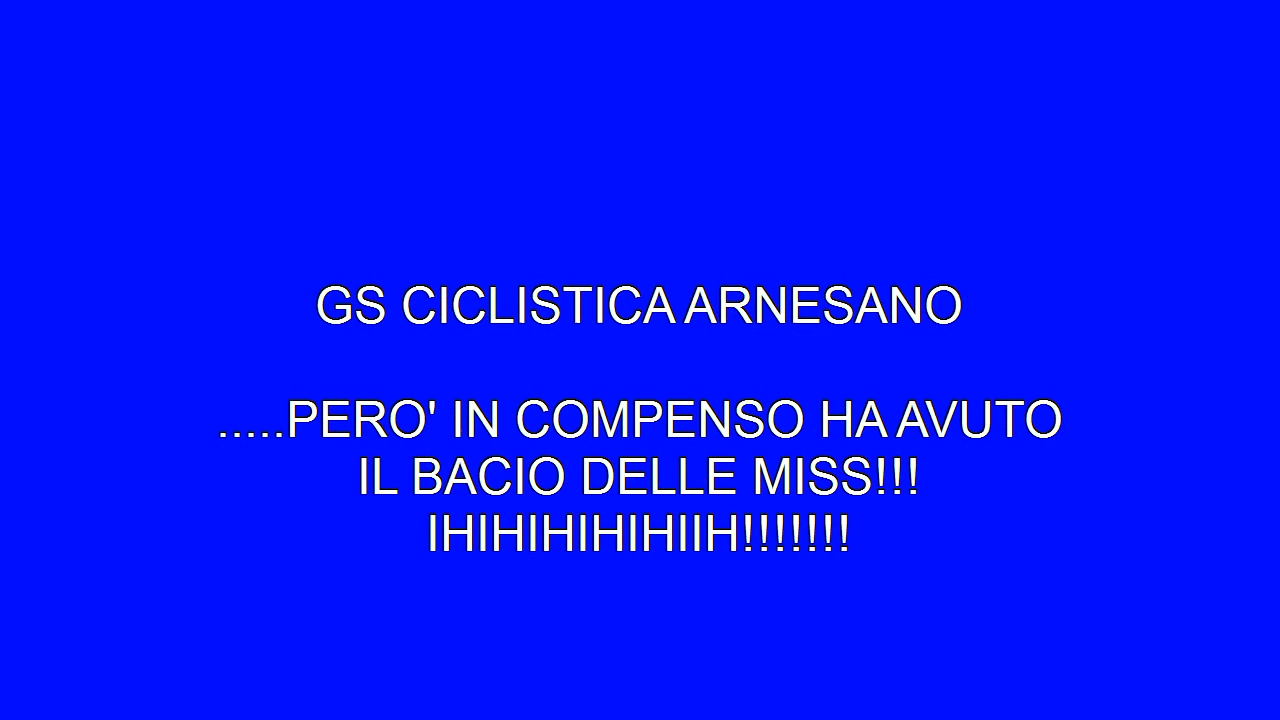 GS CICLISTICA ARNESANO
.....PERO' IN COMPENSO HA AVUTO
IL BACIO DELLE MISS!!!
IHIHIHIHIHIIH!!!!!!!